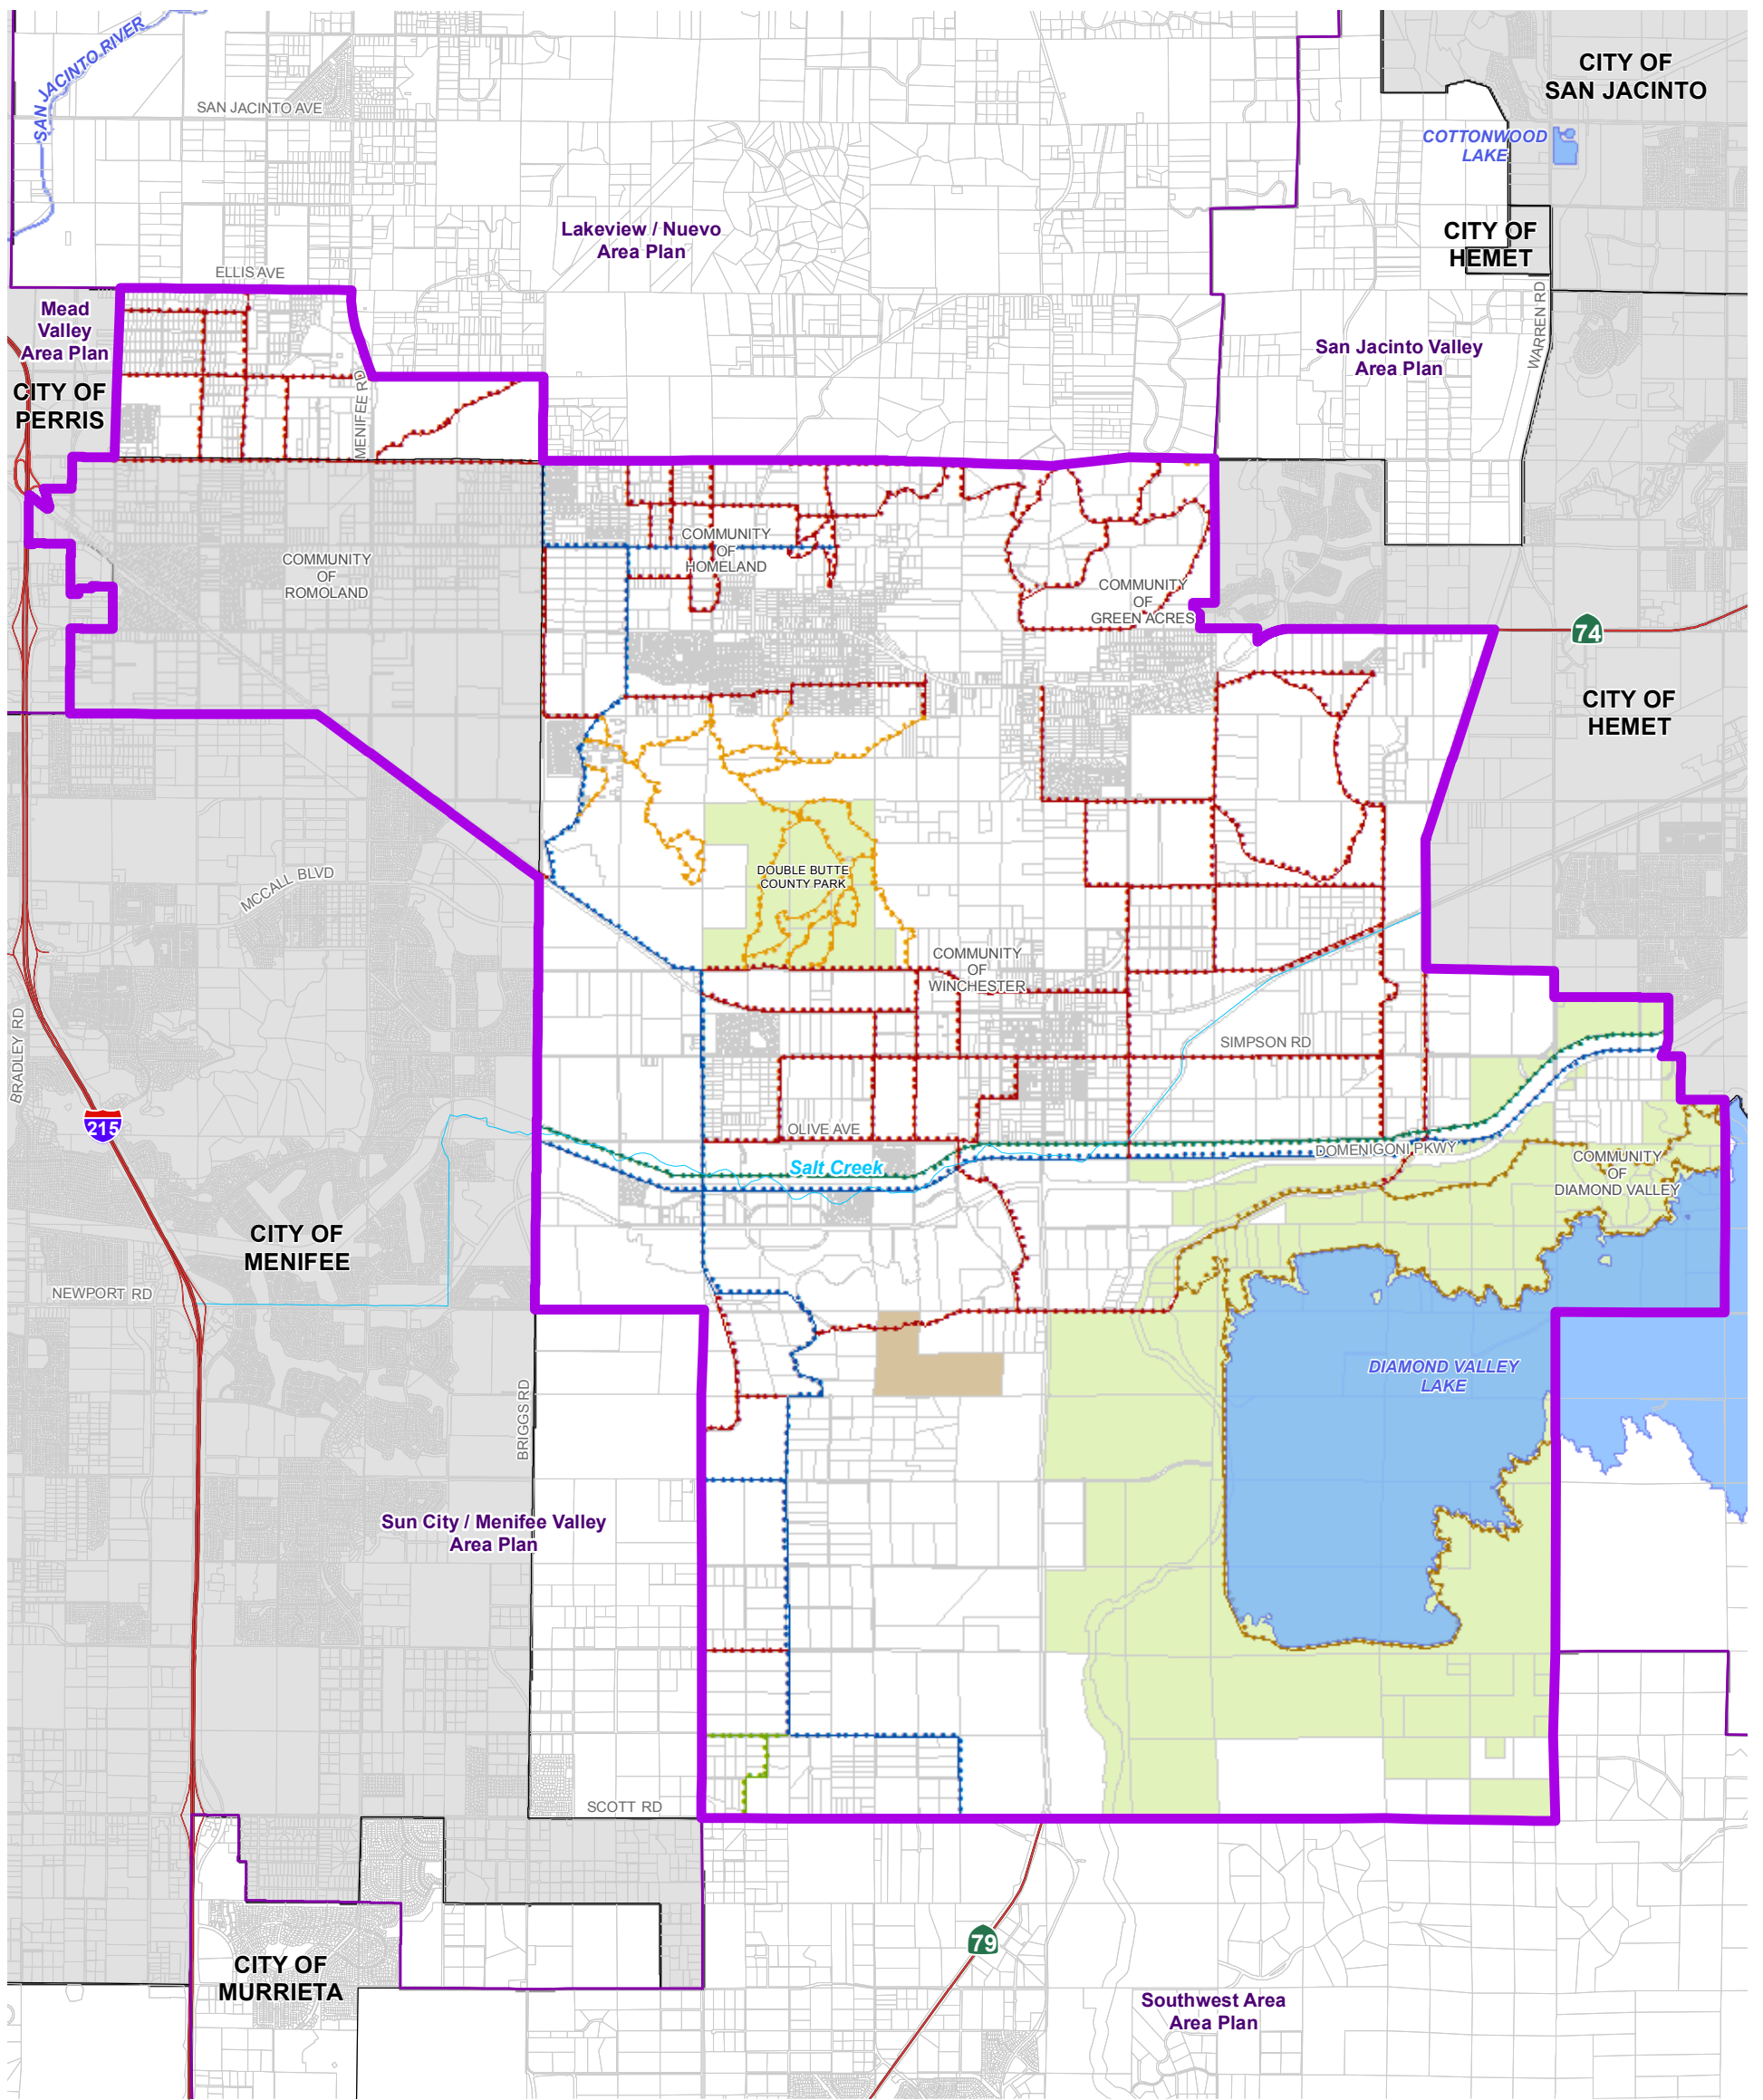 SAN JACINTO RIVER
SAN JACINTO AVE
CITY OF
SAN JACINTO
COTTONWOOD
LAKE
Lakeview / Nuevo
Area Plan
CITY OF
HEMET
ELLIS AVE
Mead
Valley
Area Plan
WARREN RD
San Jacinto Valley
Area Plan
CITY OF
PERRIS
MENIFEE RD
COMMUNITY
OF
HOMELAND
COMMUNITY
OF
ROMOLAND
COMMUNITY
OF
GREEN ACRES
74
CITY OF
HEMET
MCCALL BLVD
DOUBLE BUTTE
COUNTY PARK
COMMUNITY
OF
WINCHESTER
BRADLEY RD
SIMPSON RD
215
OLIVE AVE
Salt Creek
DOMENIGONI PKWY
COMMUNITY
OF
DIAMOND VALLEY
CITY OF
MENIFEE
NEWPORT RD
DIAMOND VALLEY
LAKE
BRIGGS RD
Sun City / Menifee Valley
Area Plan
SCOTT RD
79
CITY OF
MURRIETA
Southwest Area
Area Plan